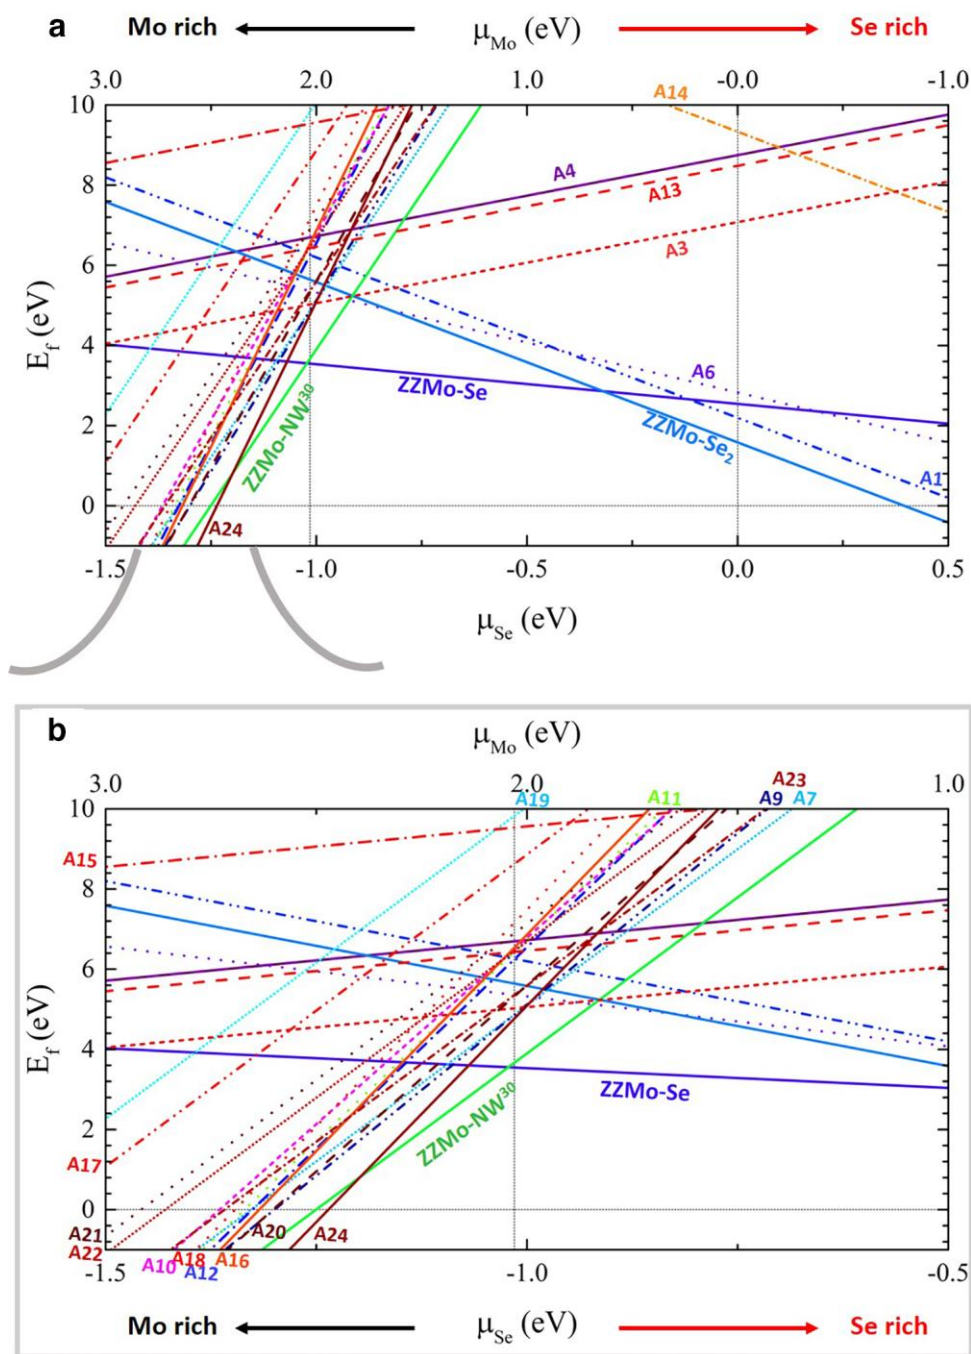 a
Mo rich μMo (eV) Se rich
3.0 2.0 1.0 -0.0 -1.0
A14
10
A4
8
A13
6
A3
Ef (eV)
4
A6
ZZMo-Se
2
ZZMo-NW30
ZZMo-Se2
A1
0
A24
-1.5 -1.0 -0.5 0.0 0.5
μSe (eV)
b
μMo (eV)
3.0 2.0 1.0
A23
A19 A11 A9 A7
10
A15
8
6
Ef (eV)
4
ZZMo-Se
2
ZZMo-NW30
A17
0
A21 A20 A24
A22 A18 A16
A10 A12
-1.5 -1.0 -0.5
Mo rich μSe (eV) Se rich